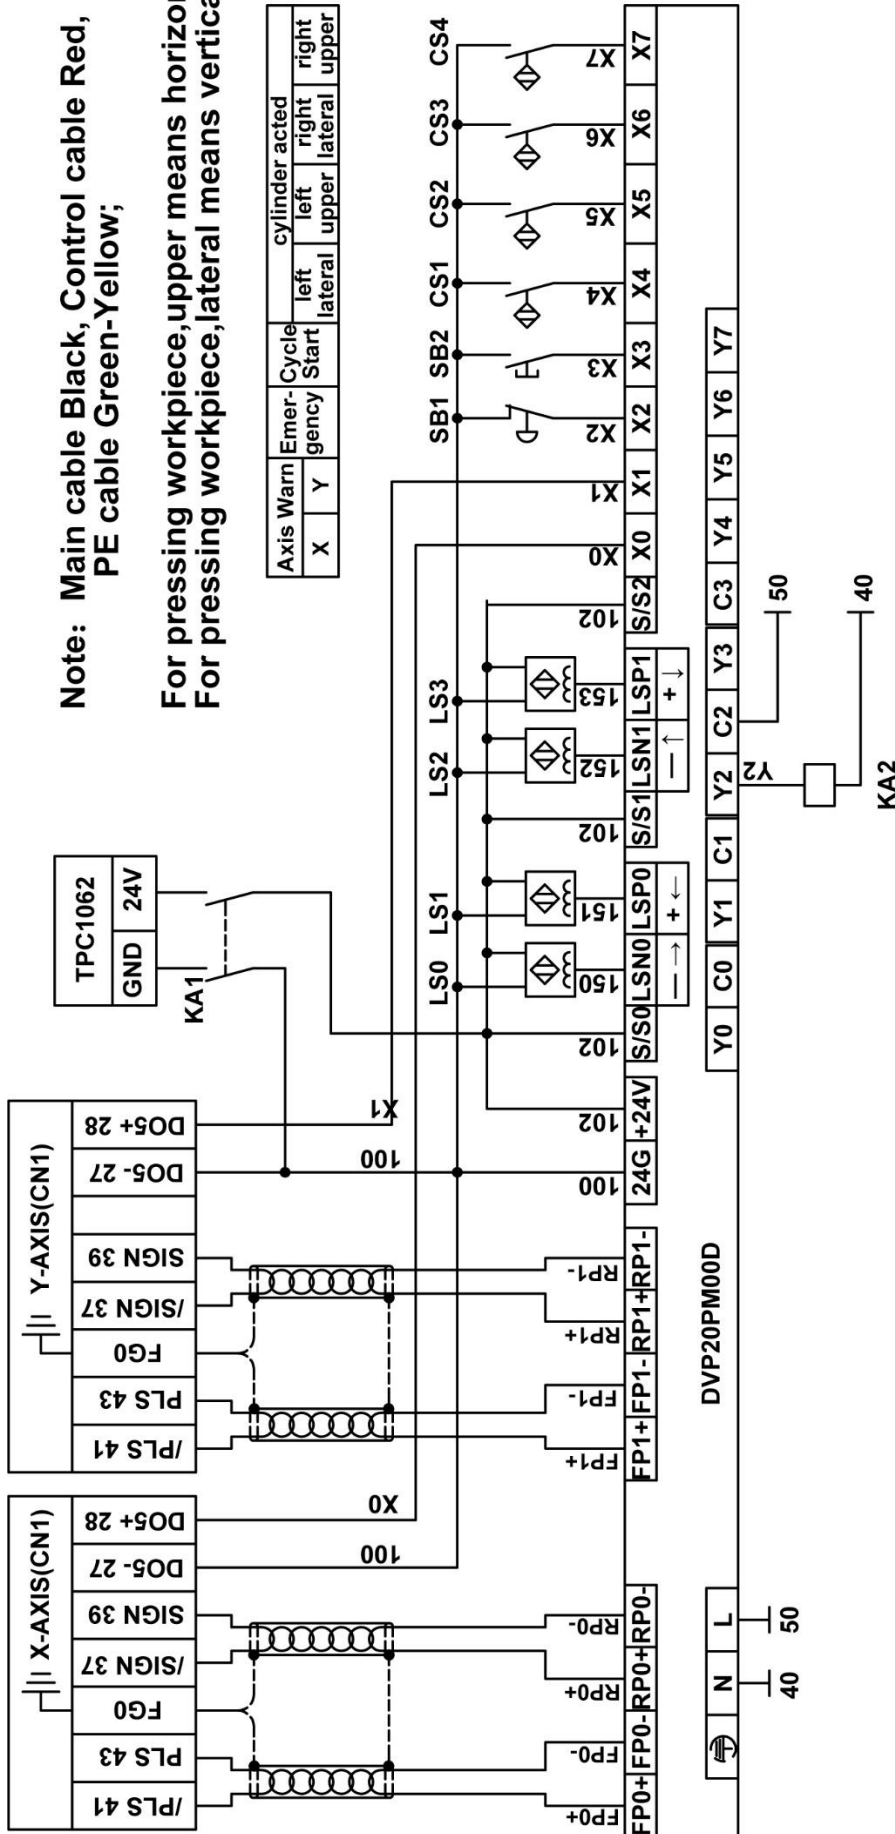 Note: Main cable Black, Control cable Red,
PE cable Green-Yellow;
For pressing workpiece,upper means
For pressing workpiece,lateral means
Axis Warn
X Y
Emer-
gency
Cycle
Start
cylinder acted
left
lateral
left
upper
right
lateral
right
upper
X-AXIS(CN1)
/PLS 41
PLS 43
FG0
/SIGN 37
SIGN 39
DO5- 27
DO5+ 28
Y-AXIS(CN1)
/PLS 41
PLS 43
FG0
/SIGN 37
SIGN 39
DO5- 27
DO5+ 28
TPC1062
GND 24V
KA1
100 X0 100 X1
LS0 LS1 LS2 LS3 SB1 SB2 CS1 CS2 CS3 CS4
FP0+ FP0- RP0+ RP0- FP1+ FP1- RP1+ RP1- 100 102 102 150 151 102 152 153 102 X0 X1 X2 X3 X4 X5 X6 X7
FP0+ FP0- RP0+ RP0- FP1+ FP1- RP1+ RP1- 24G +24V S/S0 LSN0 LSP0 S/S1 LSN1 LSP1 S/S2 X0 X1 X2 X3 X4 X5 X6 X7
— → + ← — ↑ + ↓
DVP20PM00D
N L Y0 C0 Y1 C1 Y2 C2 Y3 C3 Y4 Y5 Y6 Y7
40 50 Y2 50
40
KA2